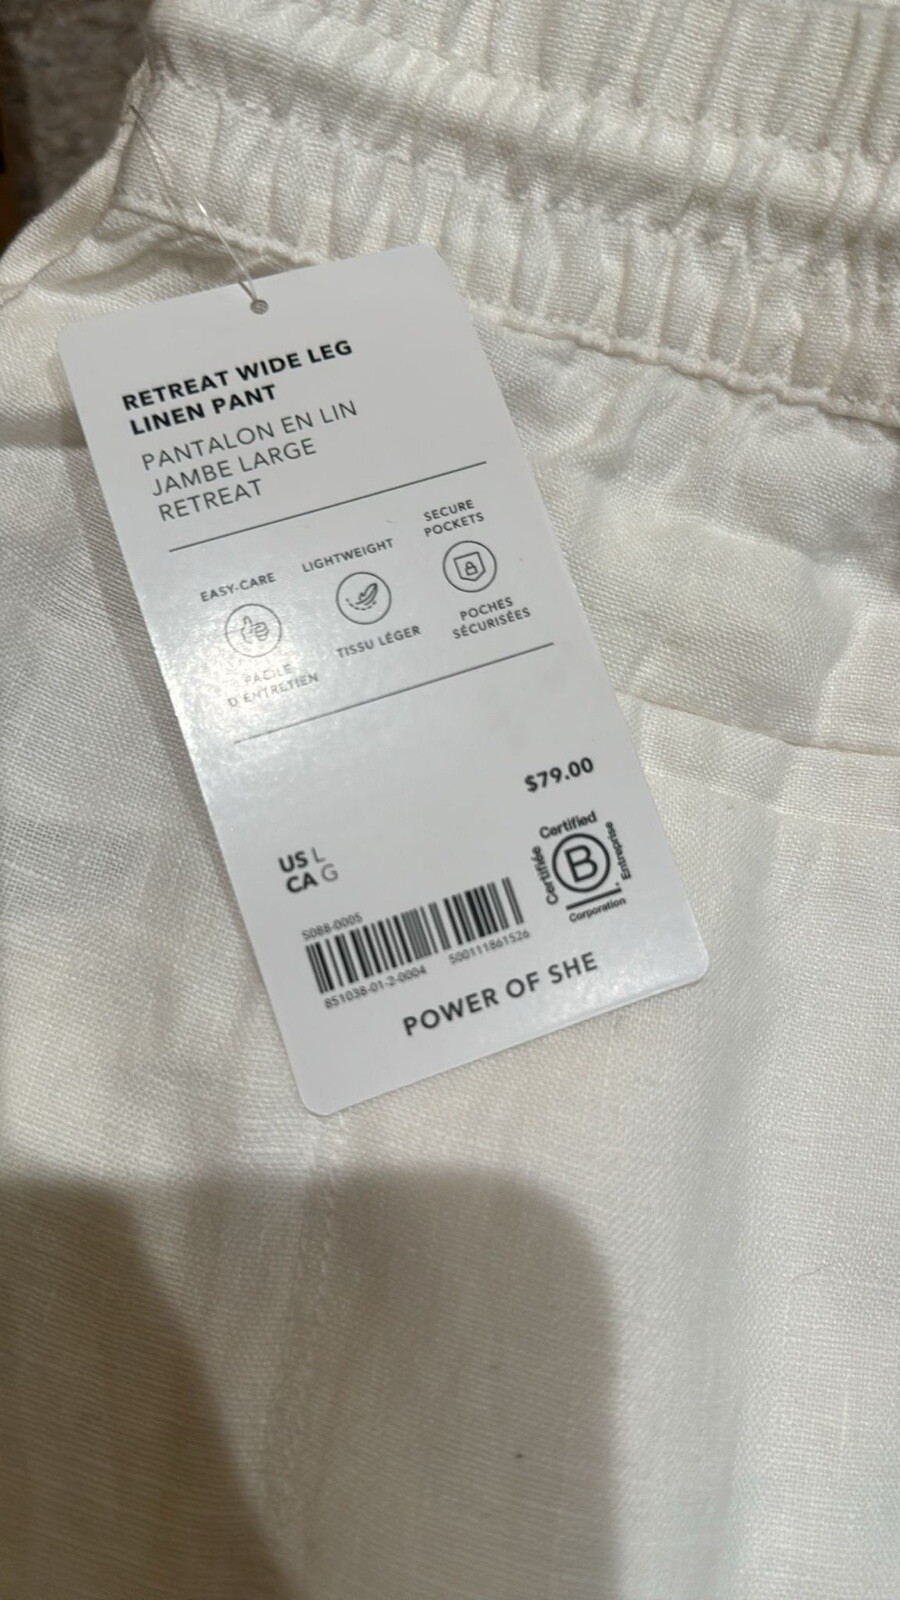 RETREAT WIDE LEG
LINEN PANT
PANTALON EN LIN
JAMBE LARGE
RETREAT
EASY-CARE
FACILE
D'ENTRETIEN
LIGHTWEIGHT
TISSU LÉGER
SECURE
POCKETS
POCHES
SÉCURISÉES
$79.00
US L
CA G
Certified
Certifiée
B
Entreprise
Corporation
S088-0005
851038-01-2-0004
500111861526
POWER OF SHE